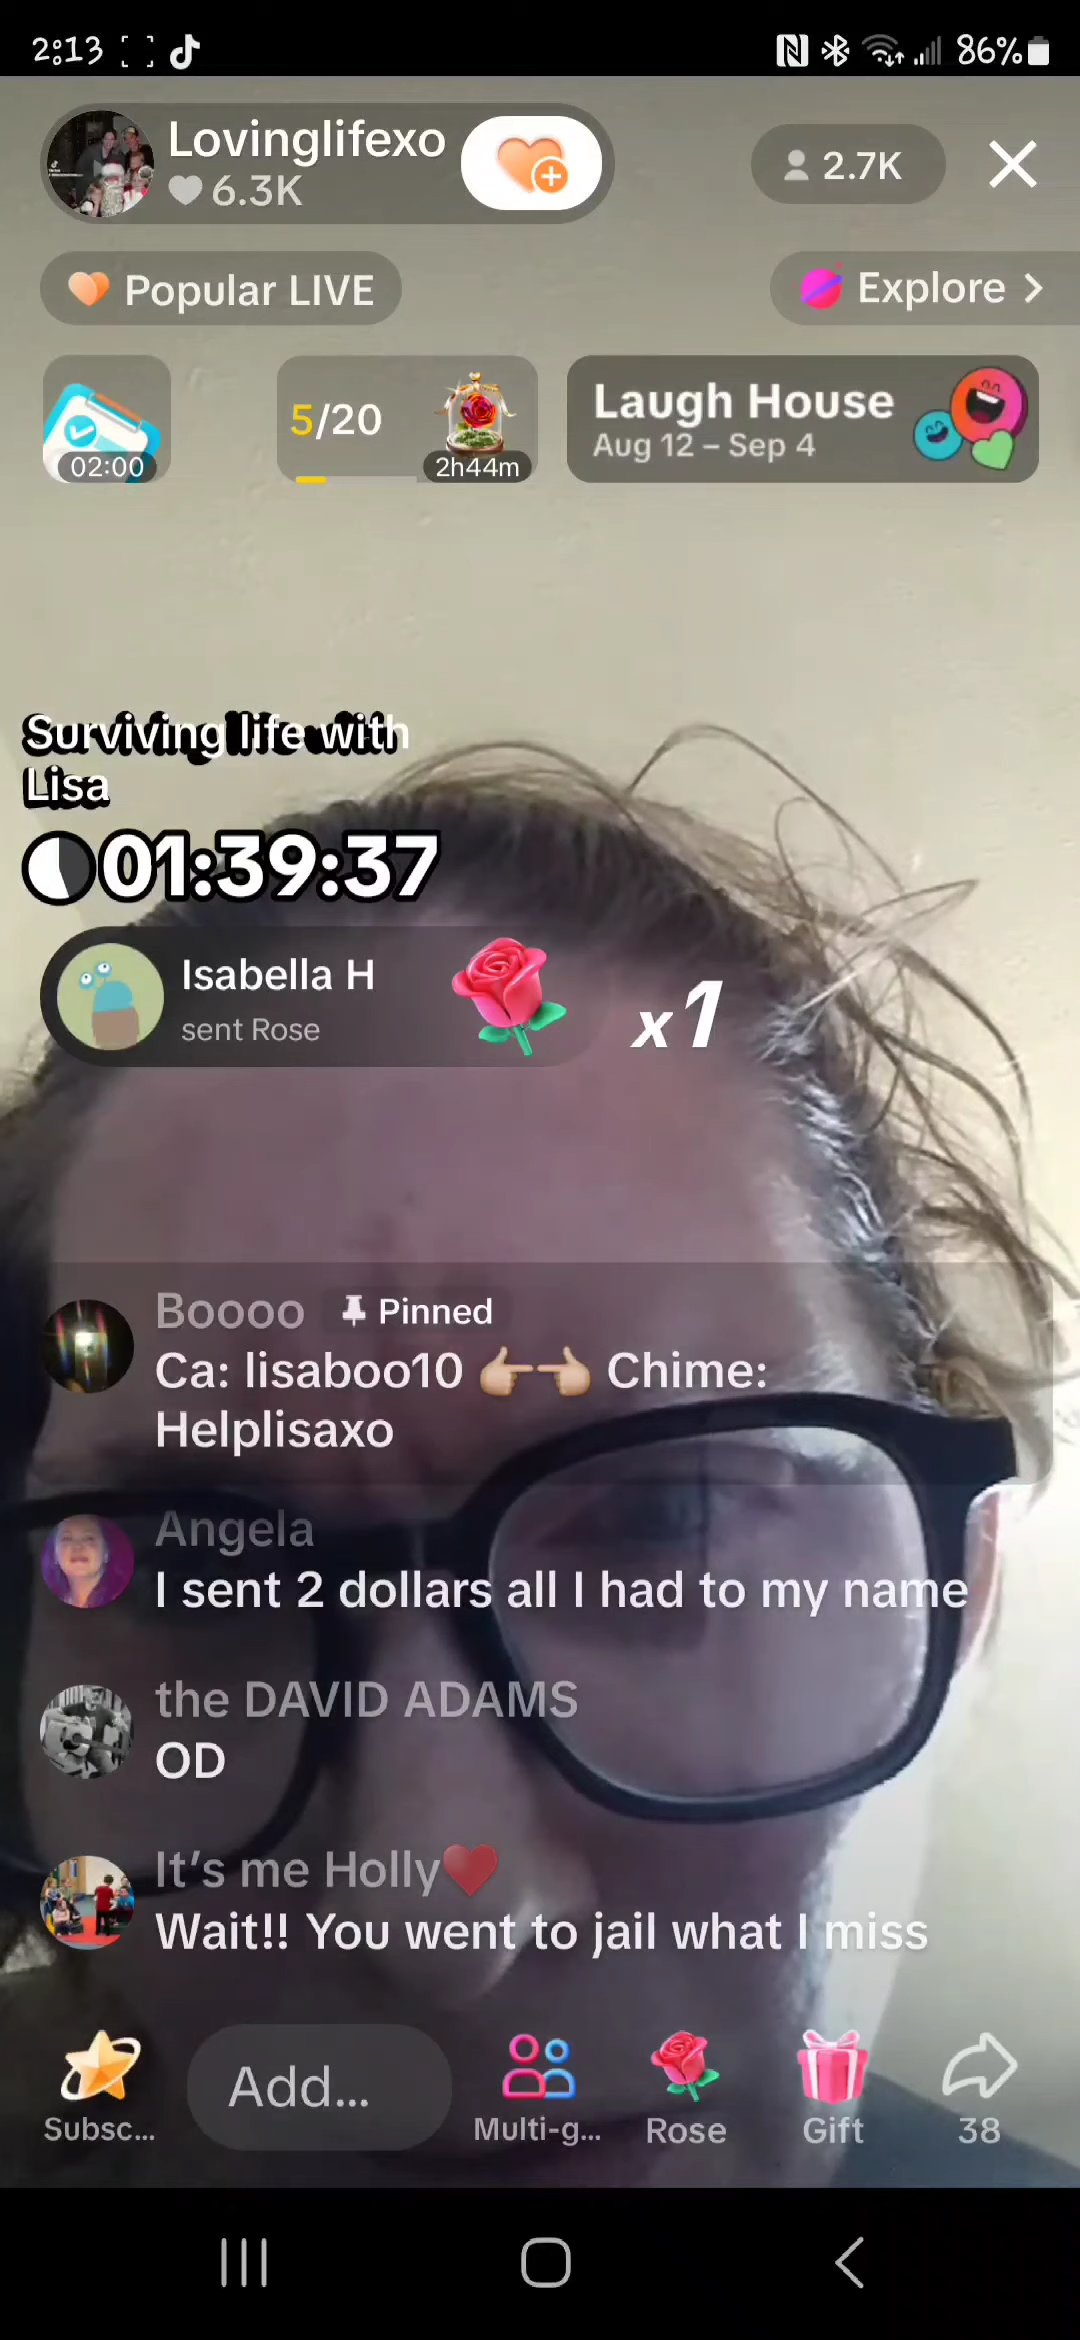 2:13
86%
Lovinglifexo
6.3K
2.7K
Popular LIVE
Explore
02:00
5/20
2h44m
Laugh House
Aug 12 – Sep 4
Surviving life with
Lisa
01:39:37
Isabella H
sent Rose
x1
Boooo Pinned
Ca: lisaboo10 👉👈 Chime:
Helplisaxo
Angela
I sent 2 dollars all I had to my name
the DAVID ADAMS
OD
It's me Holly❤️
Wait!! You went to jail what I miss
Subsc...
Add...
Multi-g...
Rose
Gift
38